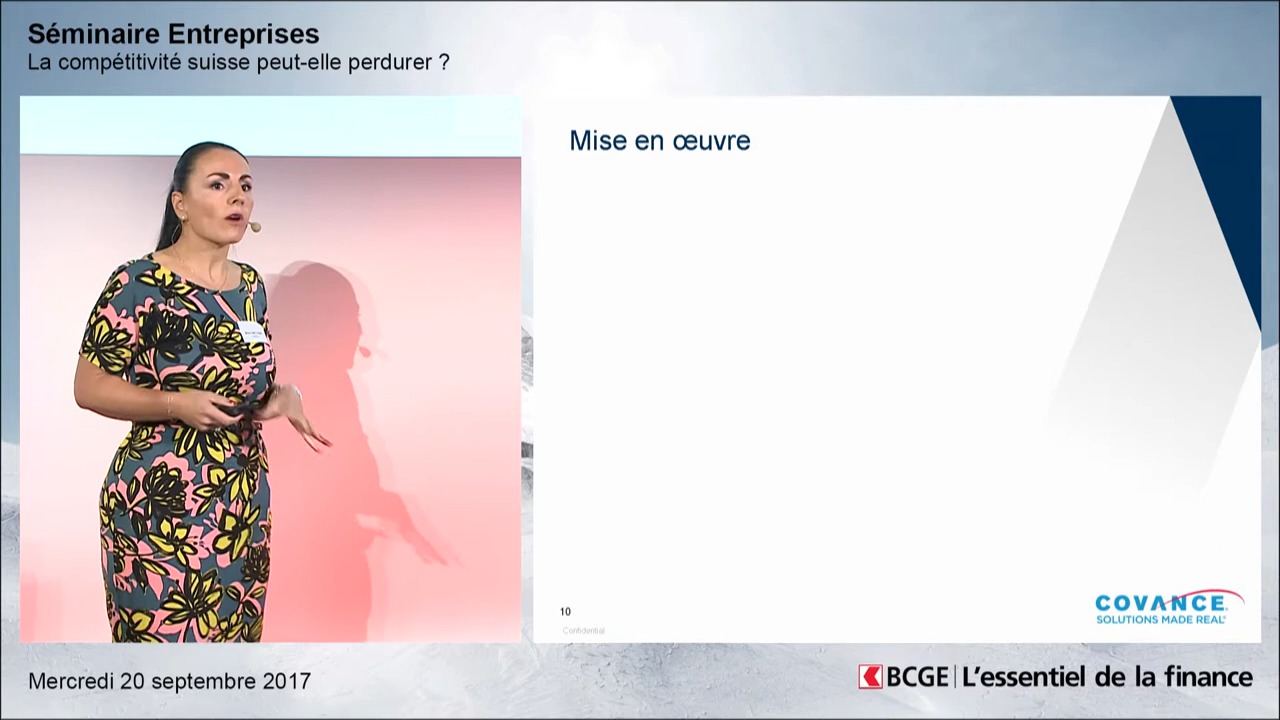 Séminaire Entreprises
La compétitivité suisse peut-elle perdurer ?
Mise en œuvre
10
Confidential
COVANCE
SOLUTIONS MADE REAL®
Mercredi 20 septembre 2017
BCGE | L'essentiel de la finance